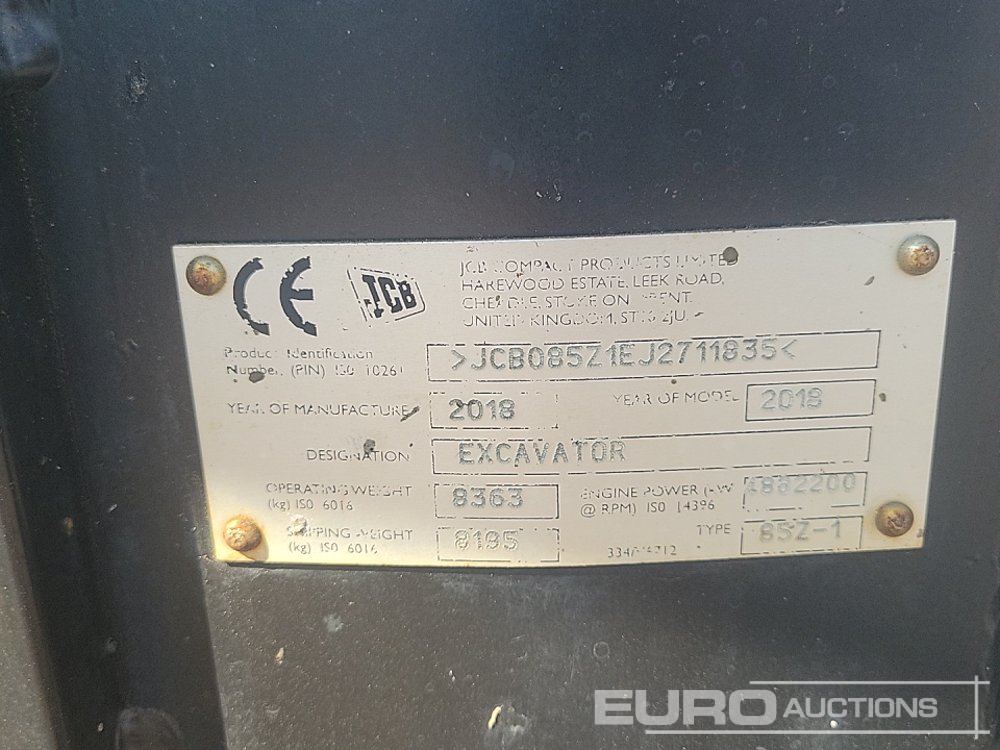 CE JCB
JCB COMPACT PRODUCTS LIMITED
HAREWOOD ESTATE, LEEK ROAD,
CHEADLE, STOKE ON TRENT,
UNITED KINGDOM, ST10 2JU.
Product Identification
Number (PIN) ISO 10261
>JCB085Z1EJ2711835<
YEAR OF MANUFACTURE 2018 YEAR OF MODEL 2018
DESIGNATION EXCAVATOR
OPERATING WEIGHT
(kg) ISO 6016
8363
ENGINE POWER (kW
@ RPM) ISO 14396
SHIPPING WEIGHT
(kg) ISO 6016
8195
TYPE 85Z-1
EURO AUCTIONS